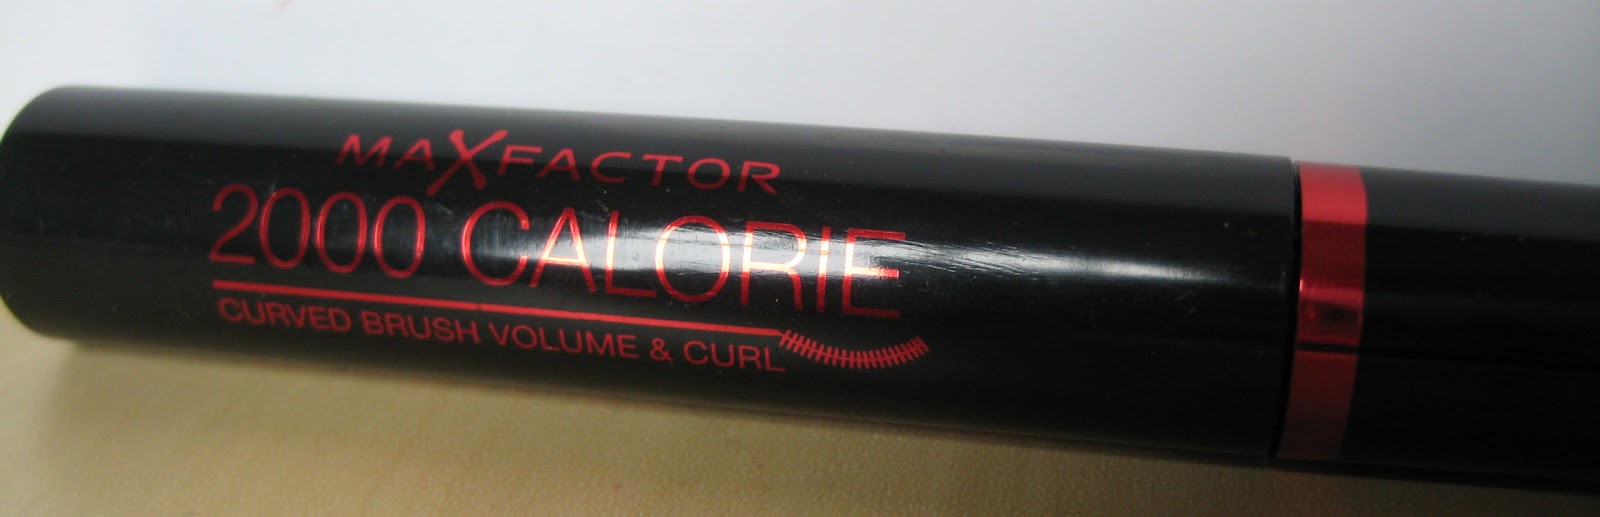 MAXFACTOR
2000 CALORIE
CURVED BRUSH VOLUME & CURL